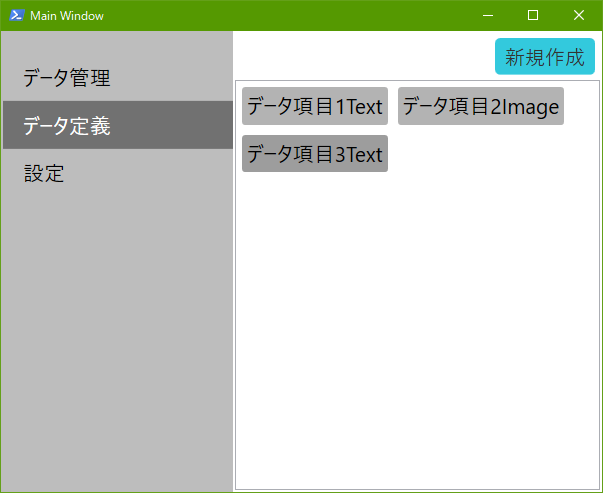 Main Window
データ管理
データ定義
設定
新規作成
データ項目1Text
データ項目2Image
データ項目3Text